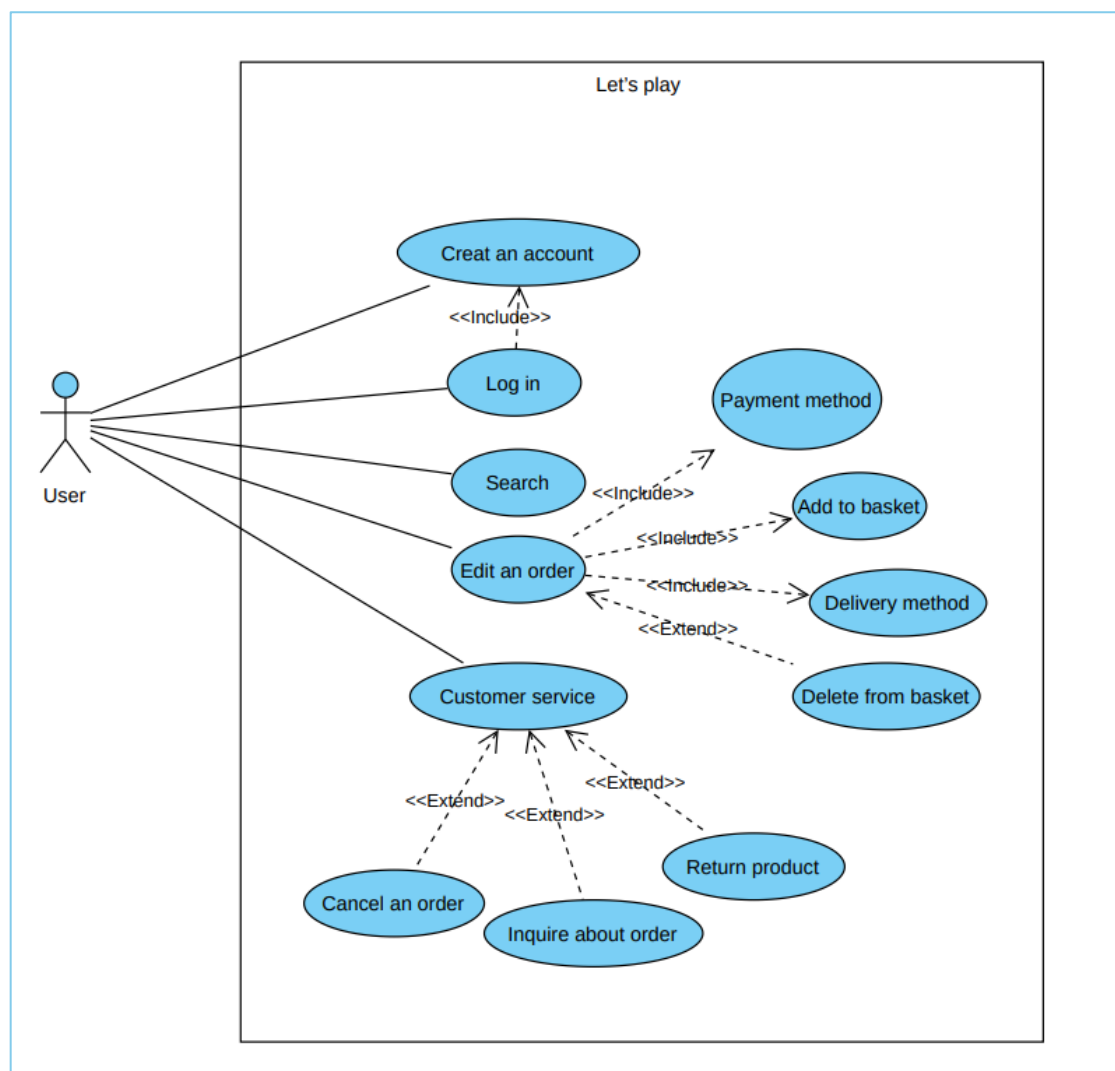 Let's play
Creat an account
<<Include>>
Log in
User
Search
Payment method
<<Include>>
Add to basket
<<Include>>
Edit an order
<<Include>>
Delivery method
<<Extend>>
Customer service
Delete from basket
<<Extend>>
<<Extend>>
<<Extend>>
Return product
Cancel an order
Inquire about order